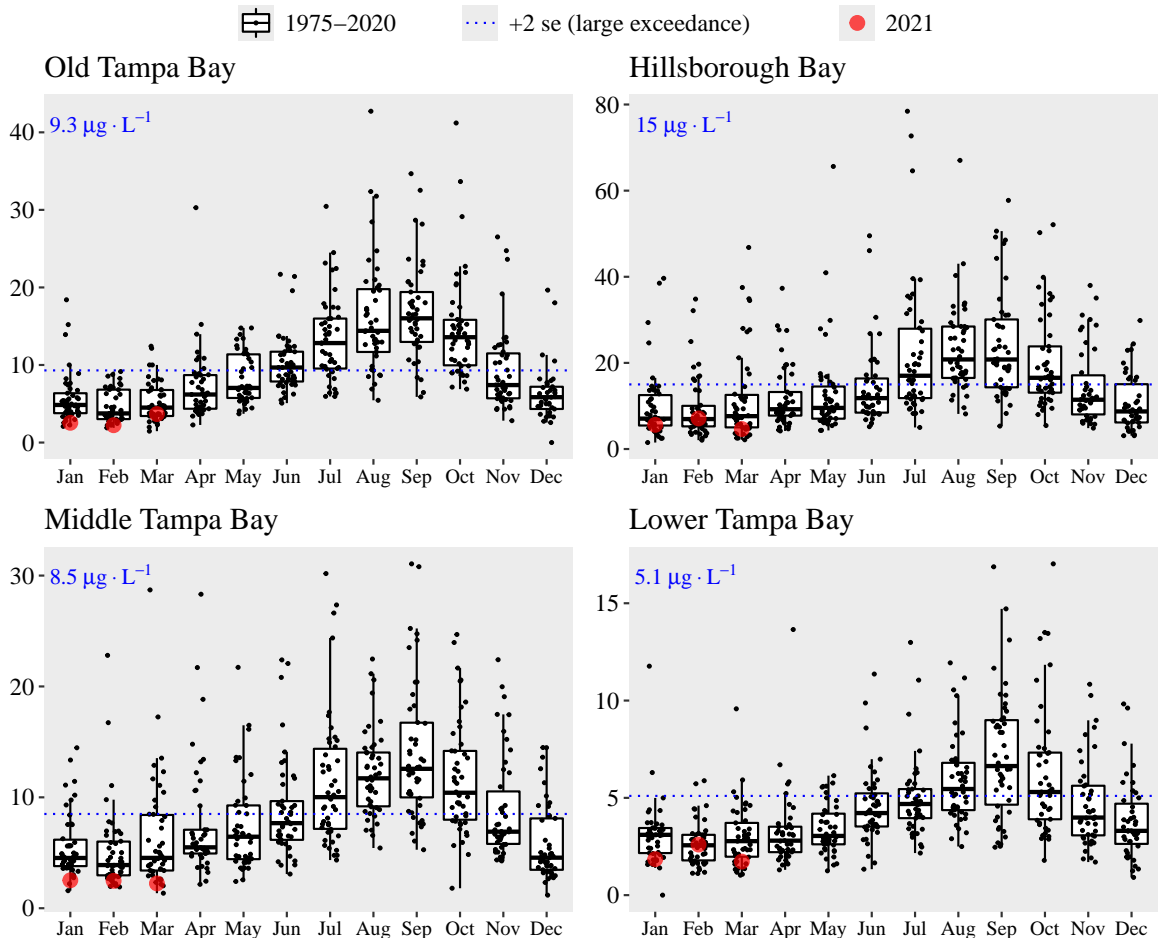 1975–2020 +2 se (large exceedance) 2021
Old Tampa Bay
9.3 μg · L⁻¹
40
30
20
10
0
Jan Feb Mar Apr May Jun Jul Aug Sep Oct Nov Dec
Hillsborough Bay
15 μg · L⁻¹
80
60
40
20
0
Jan Feb Mar Apr May Jun Jul Aug Sep Oct Nov Dec
Middle Tampa Bay
8.5 μg · L⁻¹
30
20
10
0
Jan Feb Mar Apr May Jun Jul Aug Sep Oct Nov Dec
Lower Tampa Bay
5.1 μg · L⁻¹
15
10
5
0
Jan Feb Mar Apr May Jun Jul Aug Sep Oct Nov Dec